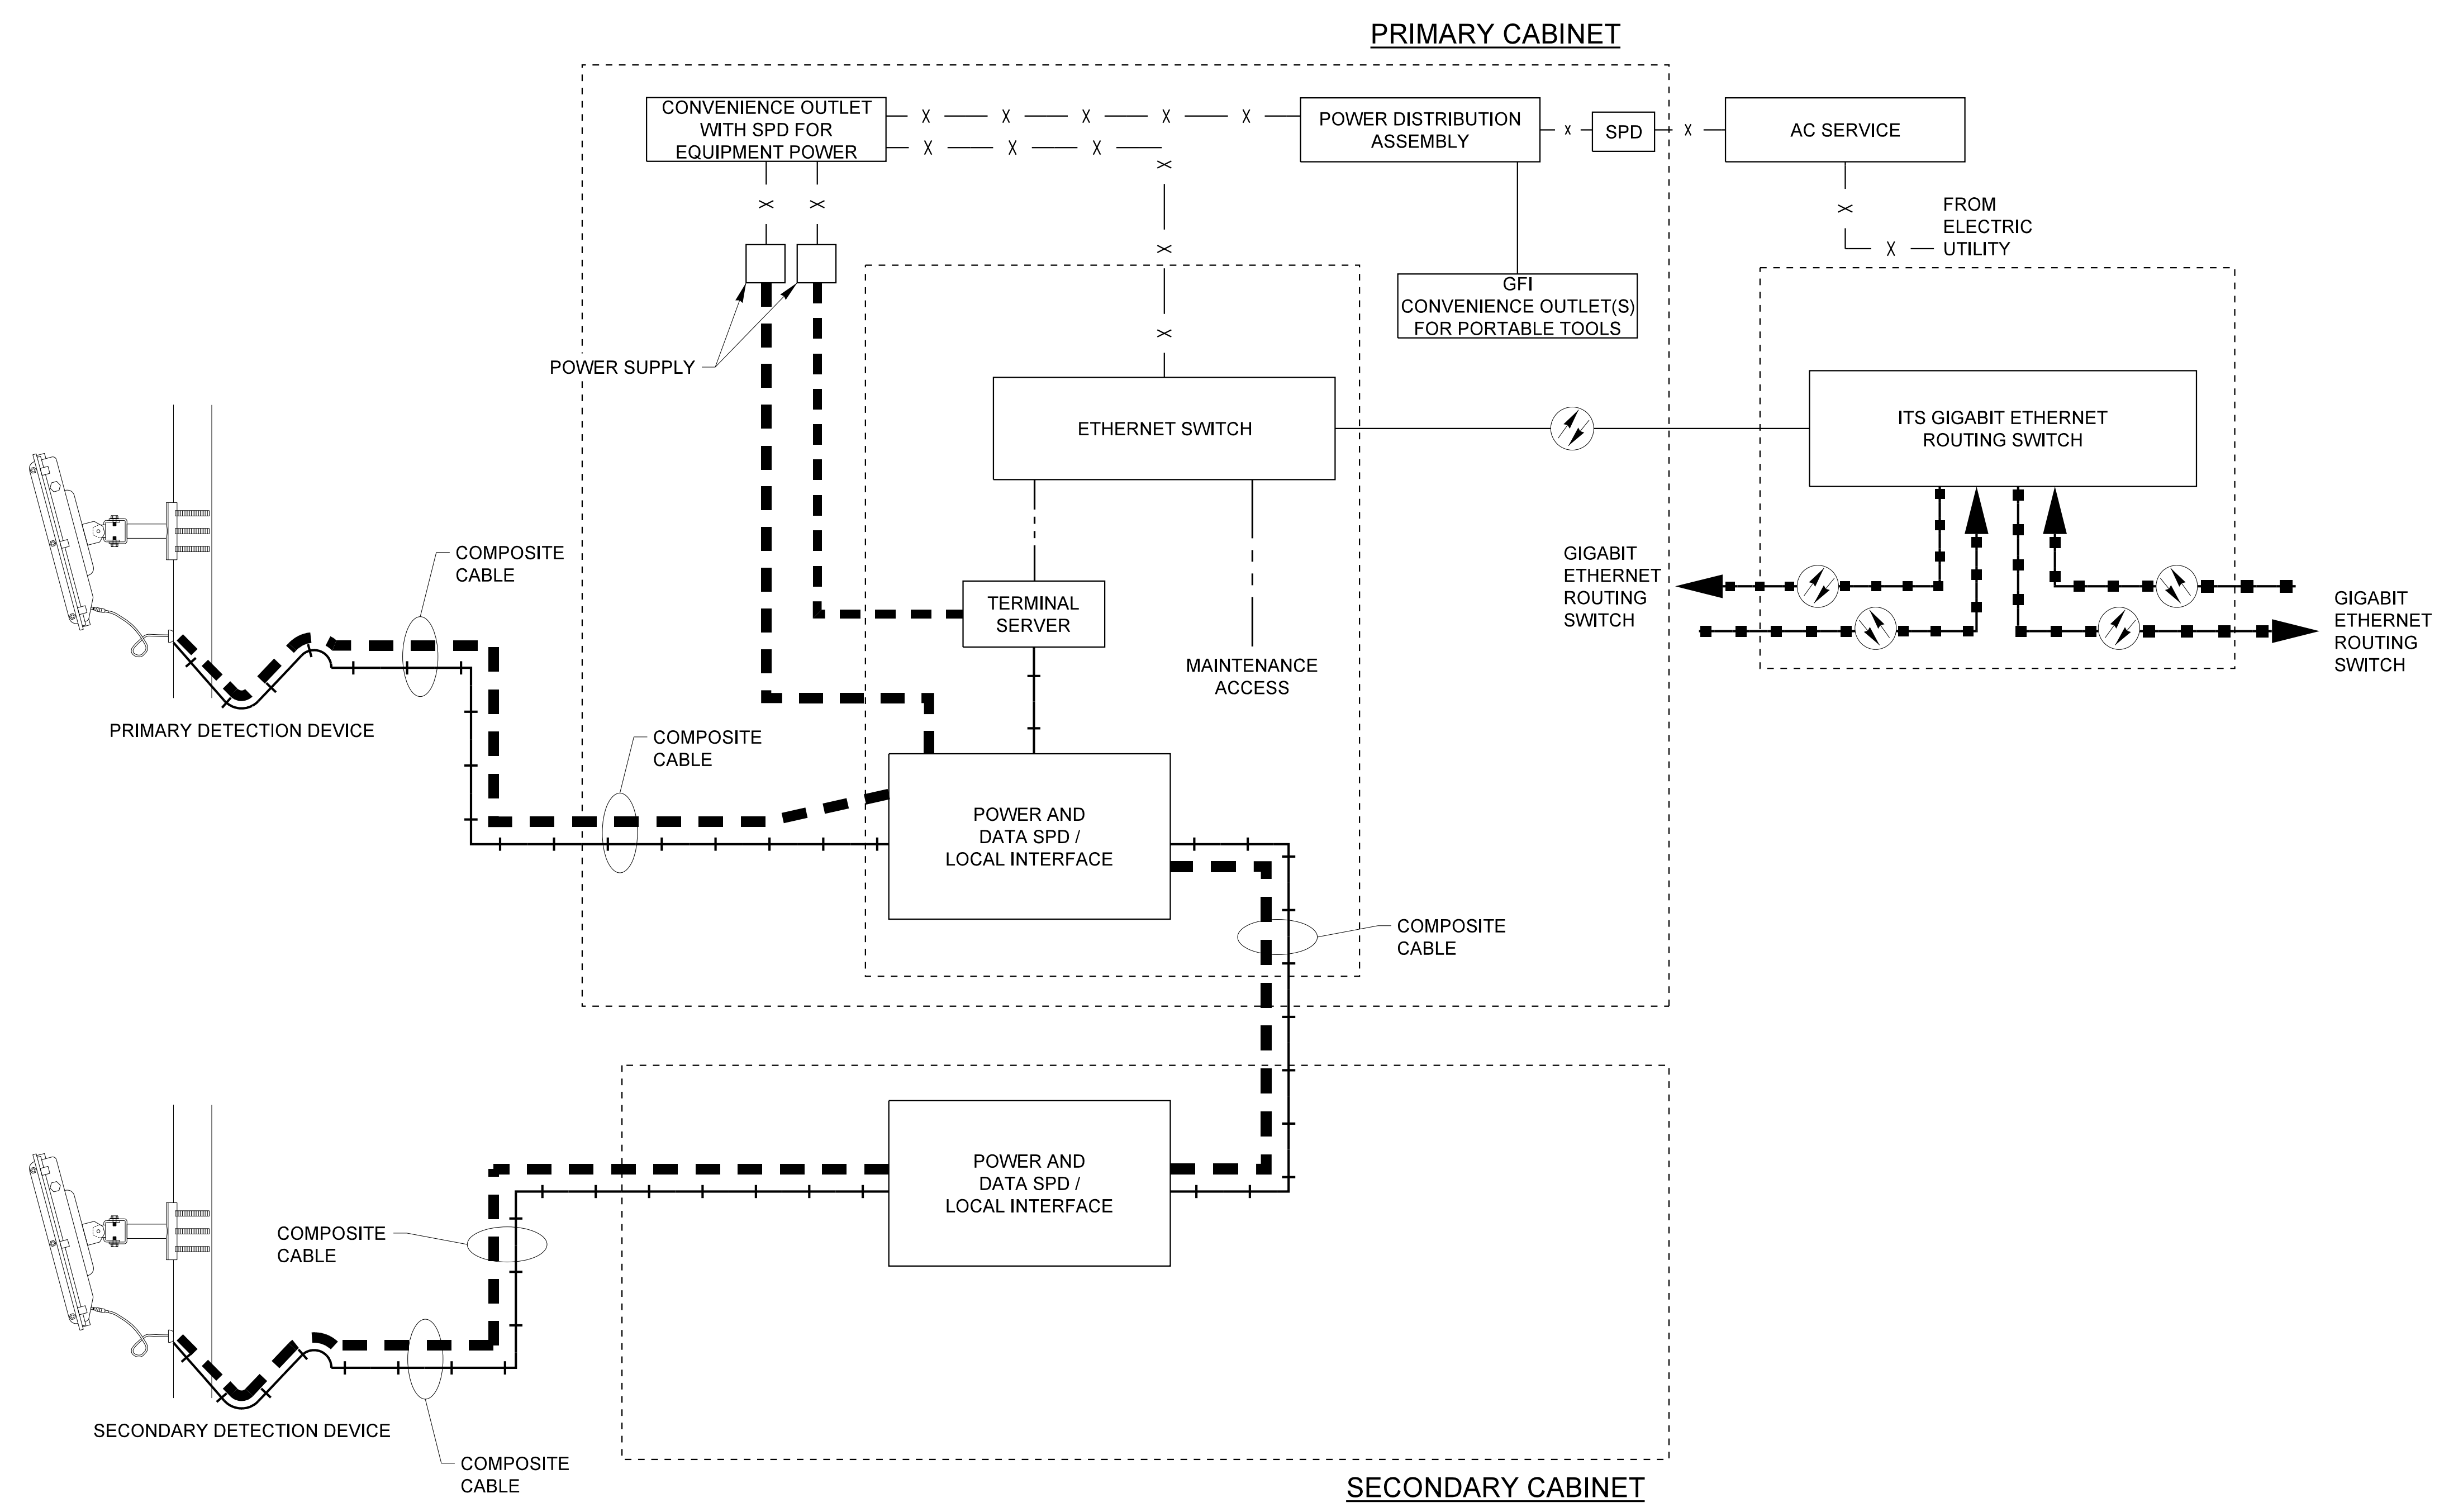 PRIMARY CABINET
CONVENIENCE OUTLET
WITH SPD FOR
EQUIPMENT POWER
POWER DISTRIBUTION
ASSEMBLY
SPD
AC SERVICE
FROM
ELECTRIC
UTILITY
GFI
CONVENIENCE OUTLET(S)
FOR PORTABLE TOOLS
POWER SUPPLY
ETHERNET SWITCH
ITS GIGABIT ETHERNET
ROUTING SWITCH
COMPOSITE
CABLE
GIGABIT
ETHERNET
ROUTING
SWITCH
GIGABIT
ETHERNET
ROUTING
SWITCH
TERMINAL
SERVER
MAINTENANCE
ACCESS
PRIMARY DETECTION DEVICE
COMPOSITE
CABLE
POWER AND
DATA SPD /
LOCAL INTERFACE
COMPOSITE
CABLE
POWER AND
DATA SPD /
LOCAL INTERFACE
COMPOSITE
CABLE
SECONDARY DETECTION DEVICE
COMPOSITE
CABLE
SECONDARY CABINET